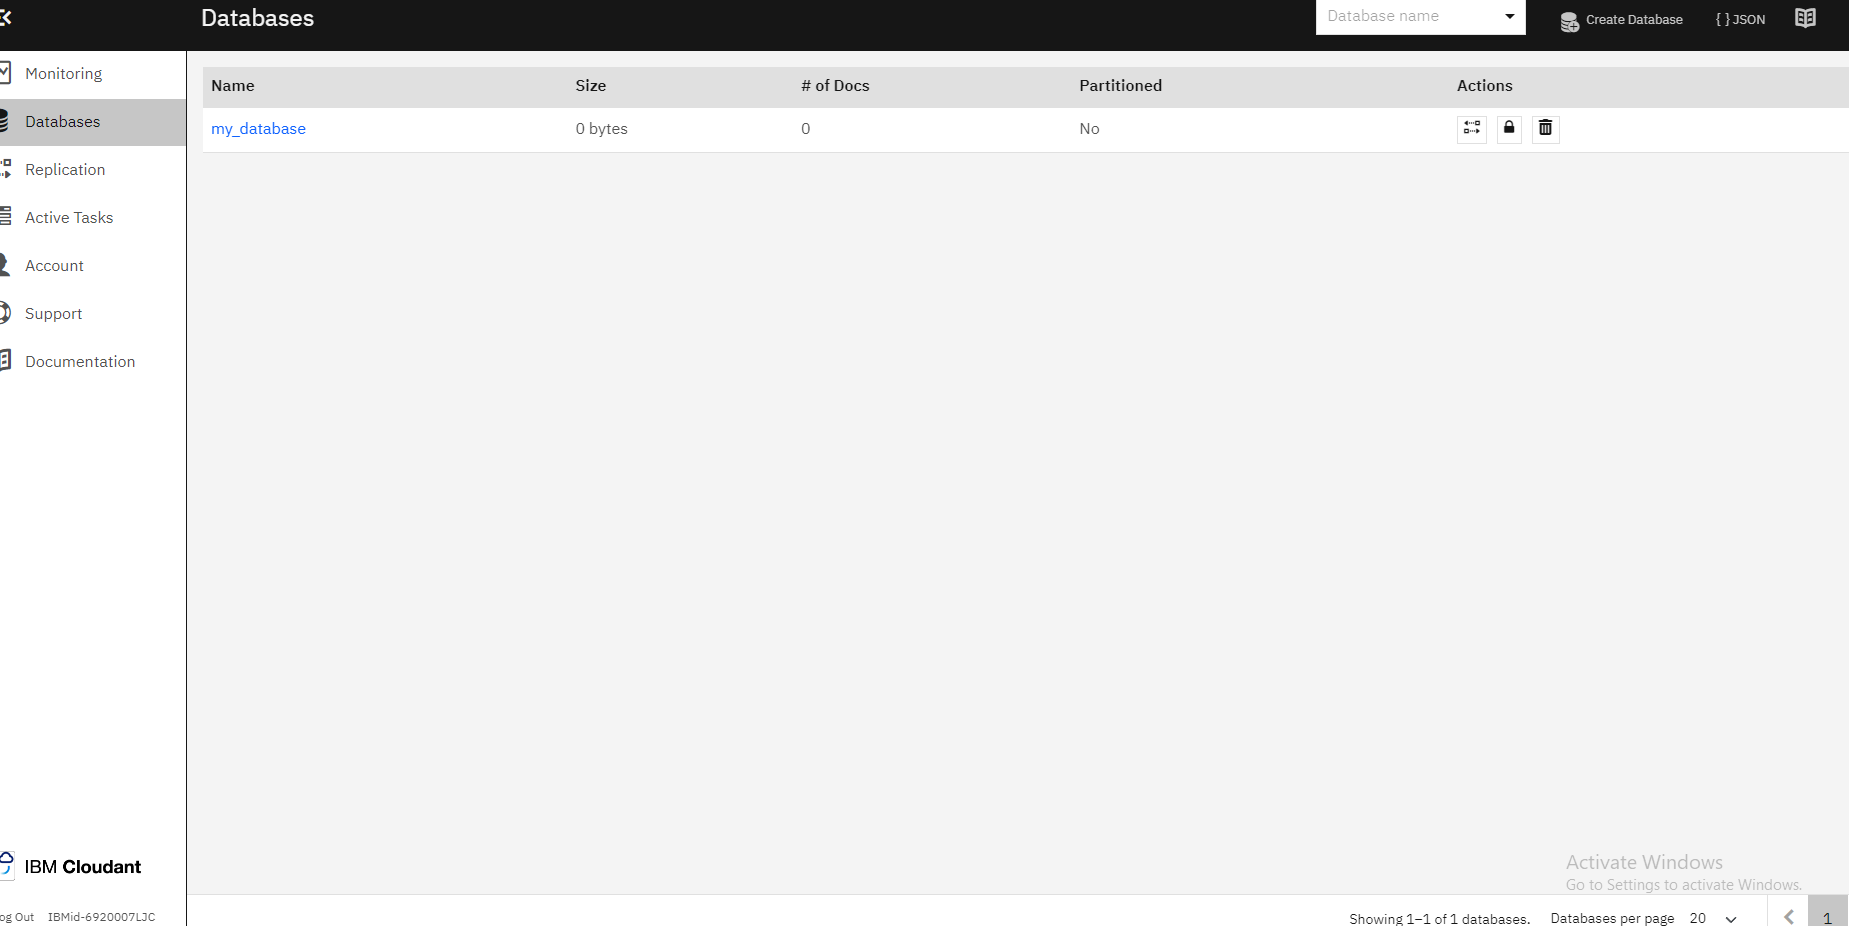 Databases
Database name
Create Database
{ } JSON
Monitoring
Databases
Replication
Active Tasks
Account
Support
Documentation
Name Size # of Docs Partitioned Actions
my_database 0 bytes 0 No
IBM Cloudant
og Out IBMid-6920007LJC
Activate Windows
Go to Settings to activate Windows.
Showing 1–1 of 1 databases. Databases per page 20 1